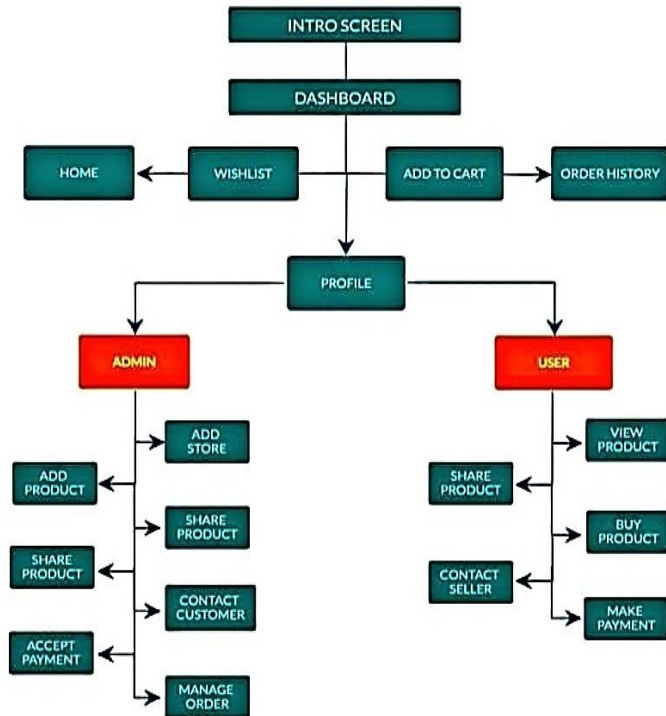 INTRO SCREEN
DASHBOARD
HOME
WISHLIST
ADD TO CART
ORDER HISTORY
PROFILE
ADMIN
USER
ADD
STORE
ADD
PRODUCT
SHARE
PRODUCT
SHARE
PRODUCT
CONTACT
CUSTOMER
ACCEPT
PAYMENT
MANAGE
ORDER
VIEW
PRODUCT
SHARE
PRODUCT
BUY
PRODUCT
CONTACT
SELLER
MAKE
PAYMENT